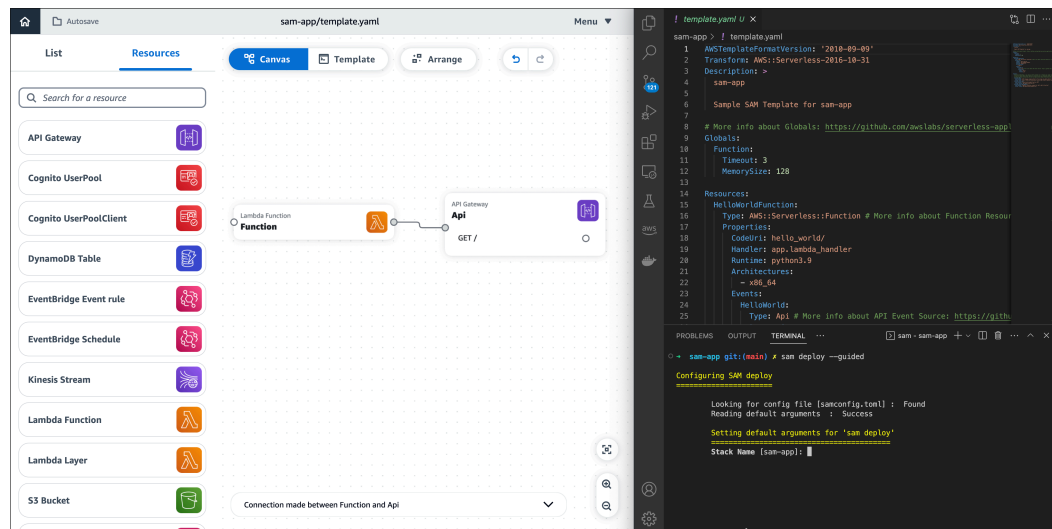 Autosave
sam-app/template.yaml
Menu ▼
List
Resources
Canvas
Template
Arrange
Search for a resource
API Gateway
Cognito UserPool
Cognito UserPoolClient
DynamoDB Table
EventBridge Event rule
EventBridge Schedule
Kinesis Stream
Lambda Function
Lambda Layer
S3 Bucket
Lambda Function
Function
API Gateway
Api
GET /
Connection made between Function and Api
121
aws
! template.yaml U ×
sam-app > ! template.yaml
1 AWSTemplateFormatVersion: '2010-09-09'
2 Transform: AWS::Serverless-2016-10-31
3 Description: >
4 sam-app
5
6 Sample SAM Template for sam-app
7
8 # More info about Globals: https://github.com/awslabs/serverless-appl
9 Globals:
10 Function:
11 Timeout: 3
12 MemorySize: 128
13
14 Resources:
15 HelloWorldFunction:
16 Type: AWS::Serverless::Function # More info about Function Resour
17 Properties:
18 CodeUri: hello_world/
19 Handler: app.lambda_handler
20 Runtime: python3.9
21 Architectures:
22 - x86_64
23 Events:
24 HelloWorld:
25 Type: Api # More info about API Event Source: https://githu
PROBLEMS OUTPUT TERMINAL ··· sam - sam-app
→ sam-app git:(main) ✗ sam deploy --guided
Configuring SAM deploy
======================
Looking for config file [samconfig.toml] : Found
Reading default arguments : Success
Setting default arguments for 'sam deploy'
=========================================
Stack Name [sam-app]: